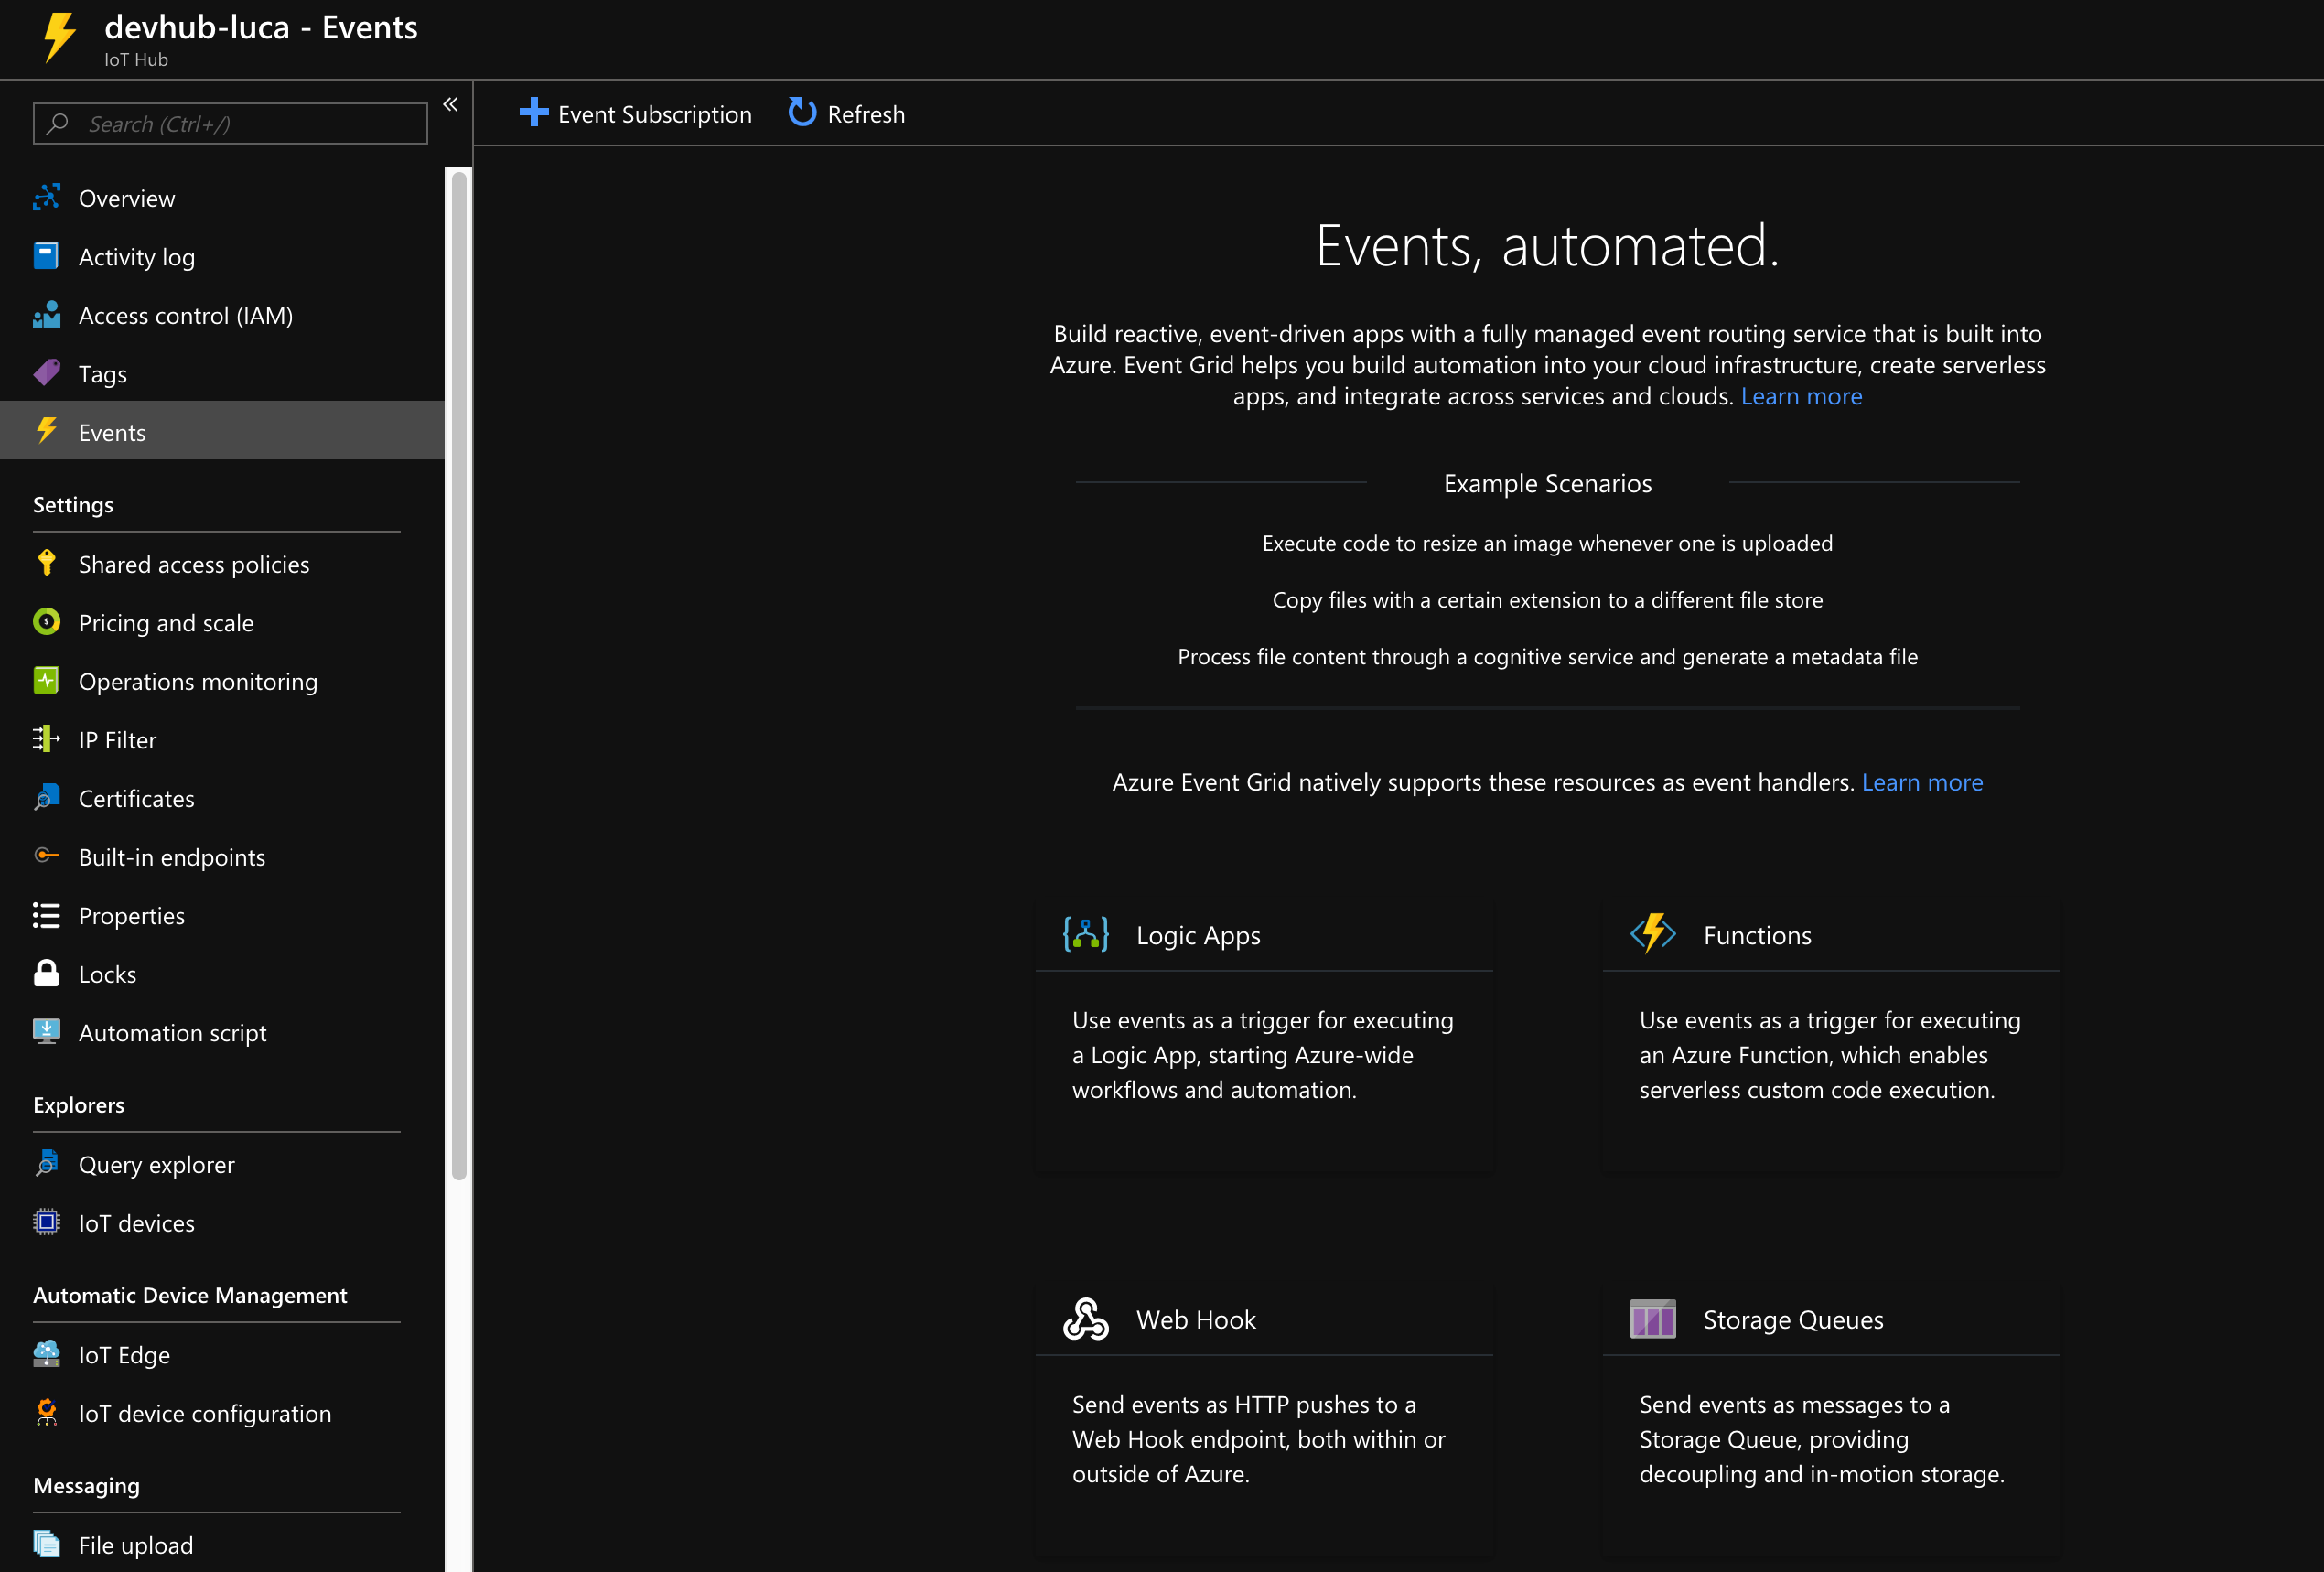 devhub-luca - Events
IoT Hub
Search (Ctrl+/)
Overview
Activity log
Access control (IAM)
Tags
Events
Settings
Shared access policies
Pricing and scale
Operations monitoring
IP Filter
Certificates
Built-in endpoints
Properties
Locks
Automation script
Explorers
Query explorer
IoT devices
Automatic Device Management
IoT Edge
IoT device configuration
Messaging
File upload
Event Subscription
Refresh
Events, automated.
Build reactive, event-driven apps with a fully managed event routing service that is built into
Azure. Event Grid helps you build automation into your cloud infrastructure, create serverless
apps, and integrate across services and clouds. Learn more
Example Scenarios
Execute code to resize an image whenever one is uploaded
Copy files with a certain extension to a different file store
Process file content through a cognitive service and generate a metadata file
Azure Event Grid natively supports these resources as event handlers. Learn more
Logic Apps
Use events as a trigger for executing
a Logic App, starting Azure-wide
workflows and automation.
Functions
Use events as a trigger for executing
an Azure Function, which enables
serverless custom code execution.
Web Hook
Send events as HTTP pushes to a
Web Hook endpoint, both within or
outside of Azure.
Storage Queues
Send events as messages to a
Storage Queue, providing
decoupling and in-motion storage.